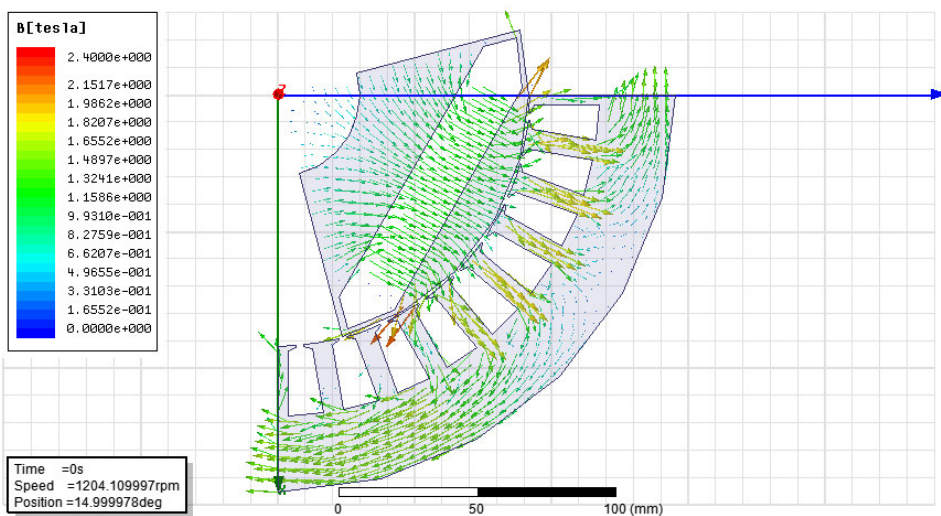 B[tesla]
2.4000e+000
2.1517e+000
1.9862e+000
1.8207e+000
1.6552e+000
1.4897e+000
1.3241e+000
1.1586e+000
9.9310e-001
8.2759e-001
6.6207e-001
4.9655e-001
3.3103e-001
1.6552e-001
0.0000e+000
Time =0s
Speed =1204.109997rpm
Position =14.999978deg
0 50 100 (mm)